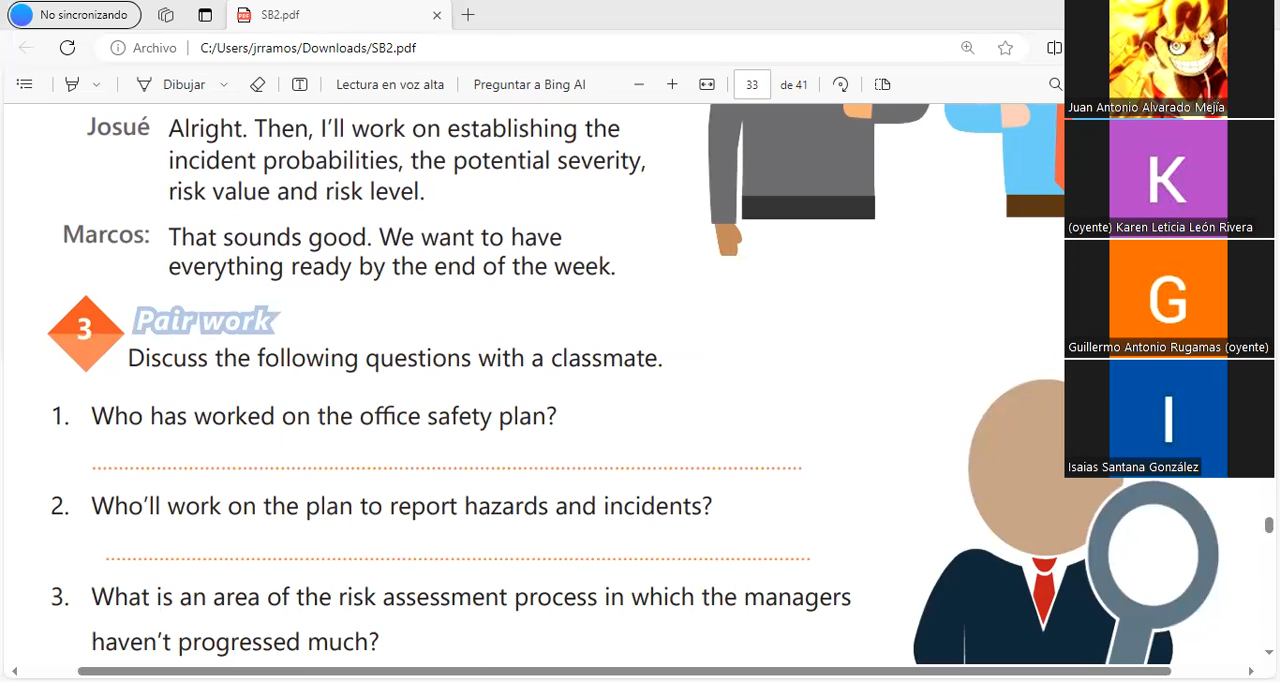 No sincronizando
SB2.pdf
Archivo
C:/Users/jrramos/Downloads/SB2.pdf
Dibujar
Lectura en voz alta
Preguntar a Bing AI
33
de 41
Josué Alright. Then, I'll work on establishing the
incident probabilities, the potential severity,
risk value and risk level.
Marcos: That sounds good. We want to have
everything ready by the end of the week.
3 Pair work
Discuss the following questions with a classmate.
1. Who has worked on the office safety plan?
2. Who'll work on the plan to report hazards and incidents?
3. What is an area of the risk assessment process in which the managers
haven't progressed much?
Juan Antonio Alvarado Mejía
K
(oyente) Karen Leticia León Rivera
G
Guillermo Antonio Rugamas (oyente)
I
Isaias Santana González